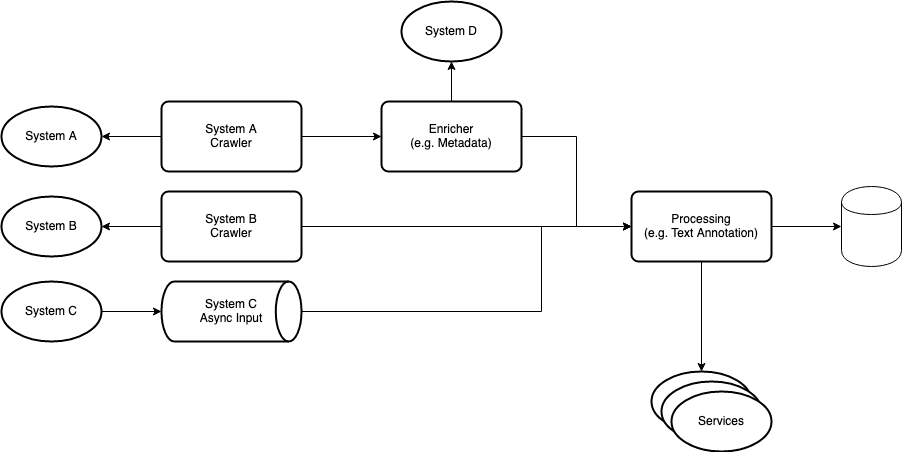 System D
System A
System A
Crawler
Enricher
(e.g. Metadata)
System B
System B
Crawler
Processing
(e.g. Text Annotation)
System C
System C
Async Input
Services